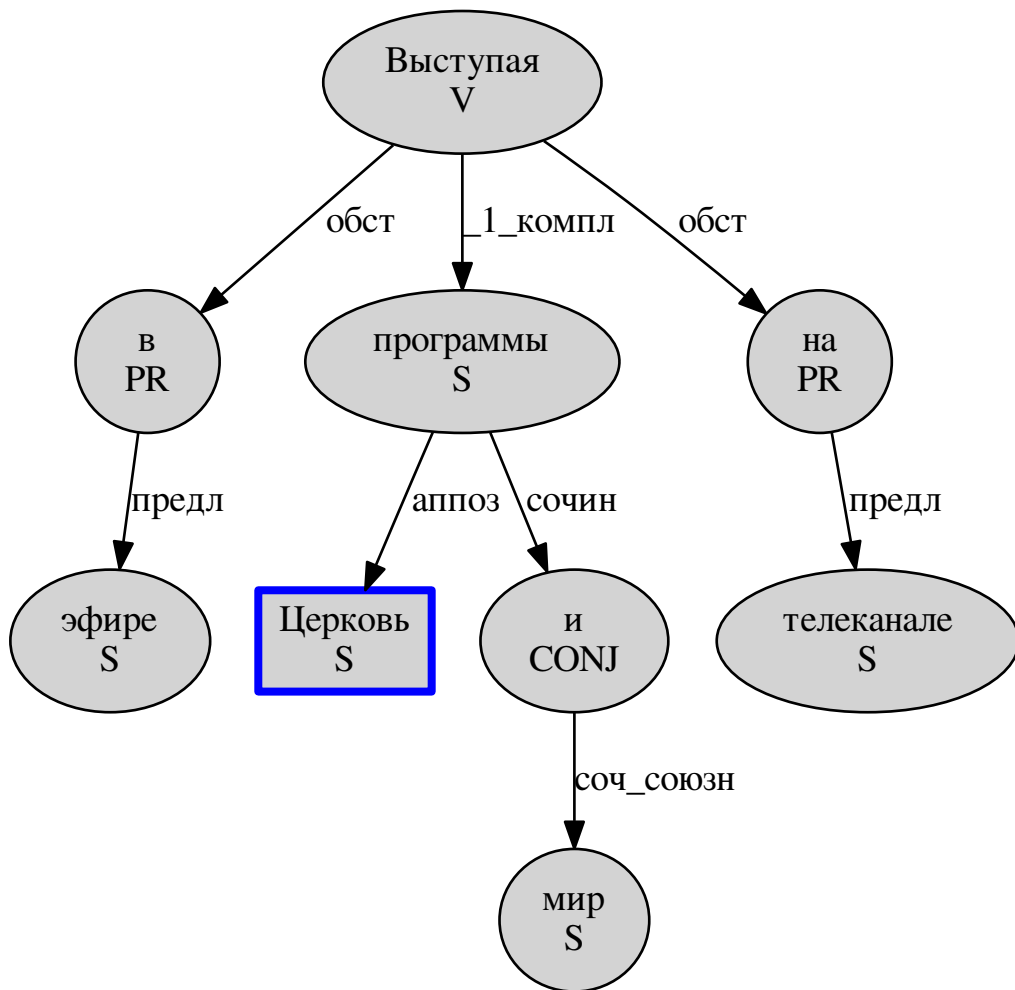 Выступая
V
обст
_1_компл
обст
в
PR
программы
S
на
PR
предл
аппоз
сочин
предл
эфире
S
Церковь
S
и
CONJ
телеканале
S
соч_союзн
мир
S